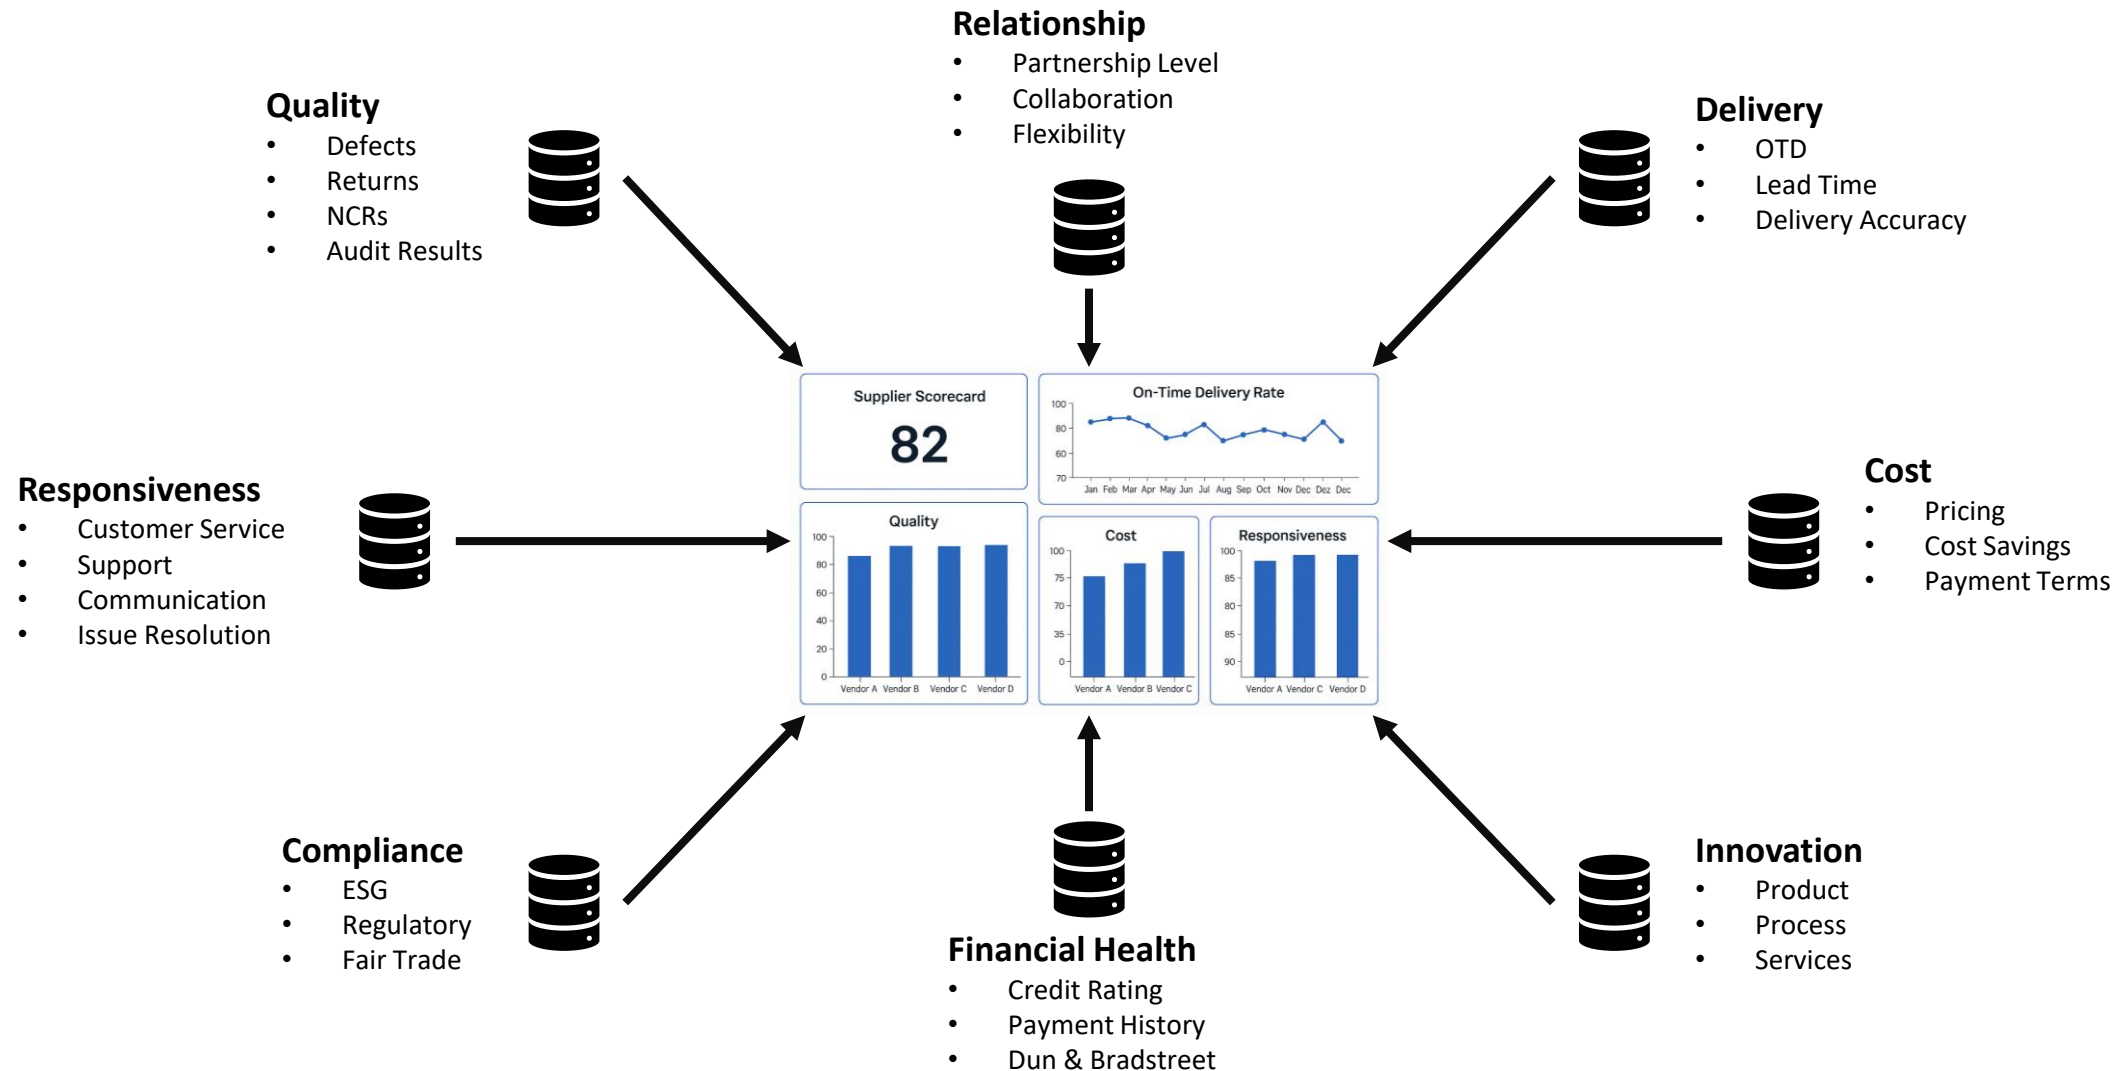 Relationship
• Partnership Level
• Collaboration
• Flexibility
Quality
• Defects
• Returns
• NCRs
• Audit Results
Delivery
• OTD
• Lead Time
• Delivery Accuracy
Responsiveness
• Customer Service
• Support
• Communication
• Issue Resolution
Supplier Scorecard
82
On-Time Delivery Rate
100
80
60
70
Jan Feb Mar Apr May Jun Jul Aug Sep Oct Nov Dec Dez Dec
Quality
100
80
60
40
20
0
Vendor A Vendor B Vendor C Vendor D
Cost
100
75
70
35
0
Vendor A Vendor B Vendor C
Responsiveness
100
85
80
85
90
Vendor A Vendor C Vendor D
Cost
• Pricing
• Cost Savings
• Payment Terms
Compliance
• ESG
• Regulatory
• Fair Trade
Financial Health
• Credit Rating
• Payment History
• Dun & Bradstreet
Innovation
• Product
• Process
• Services